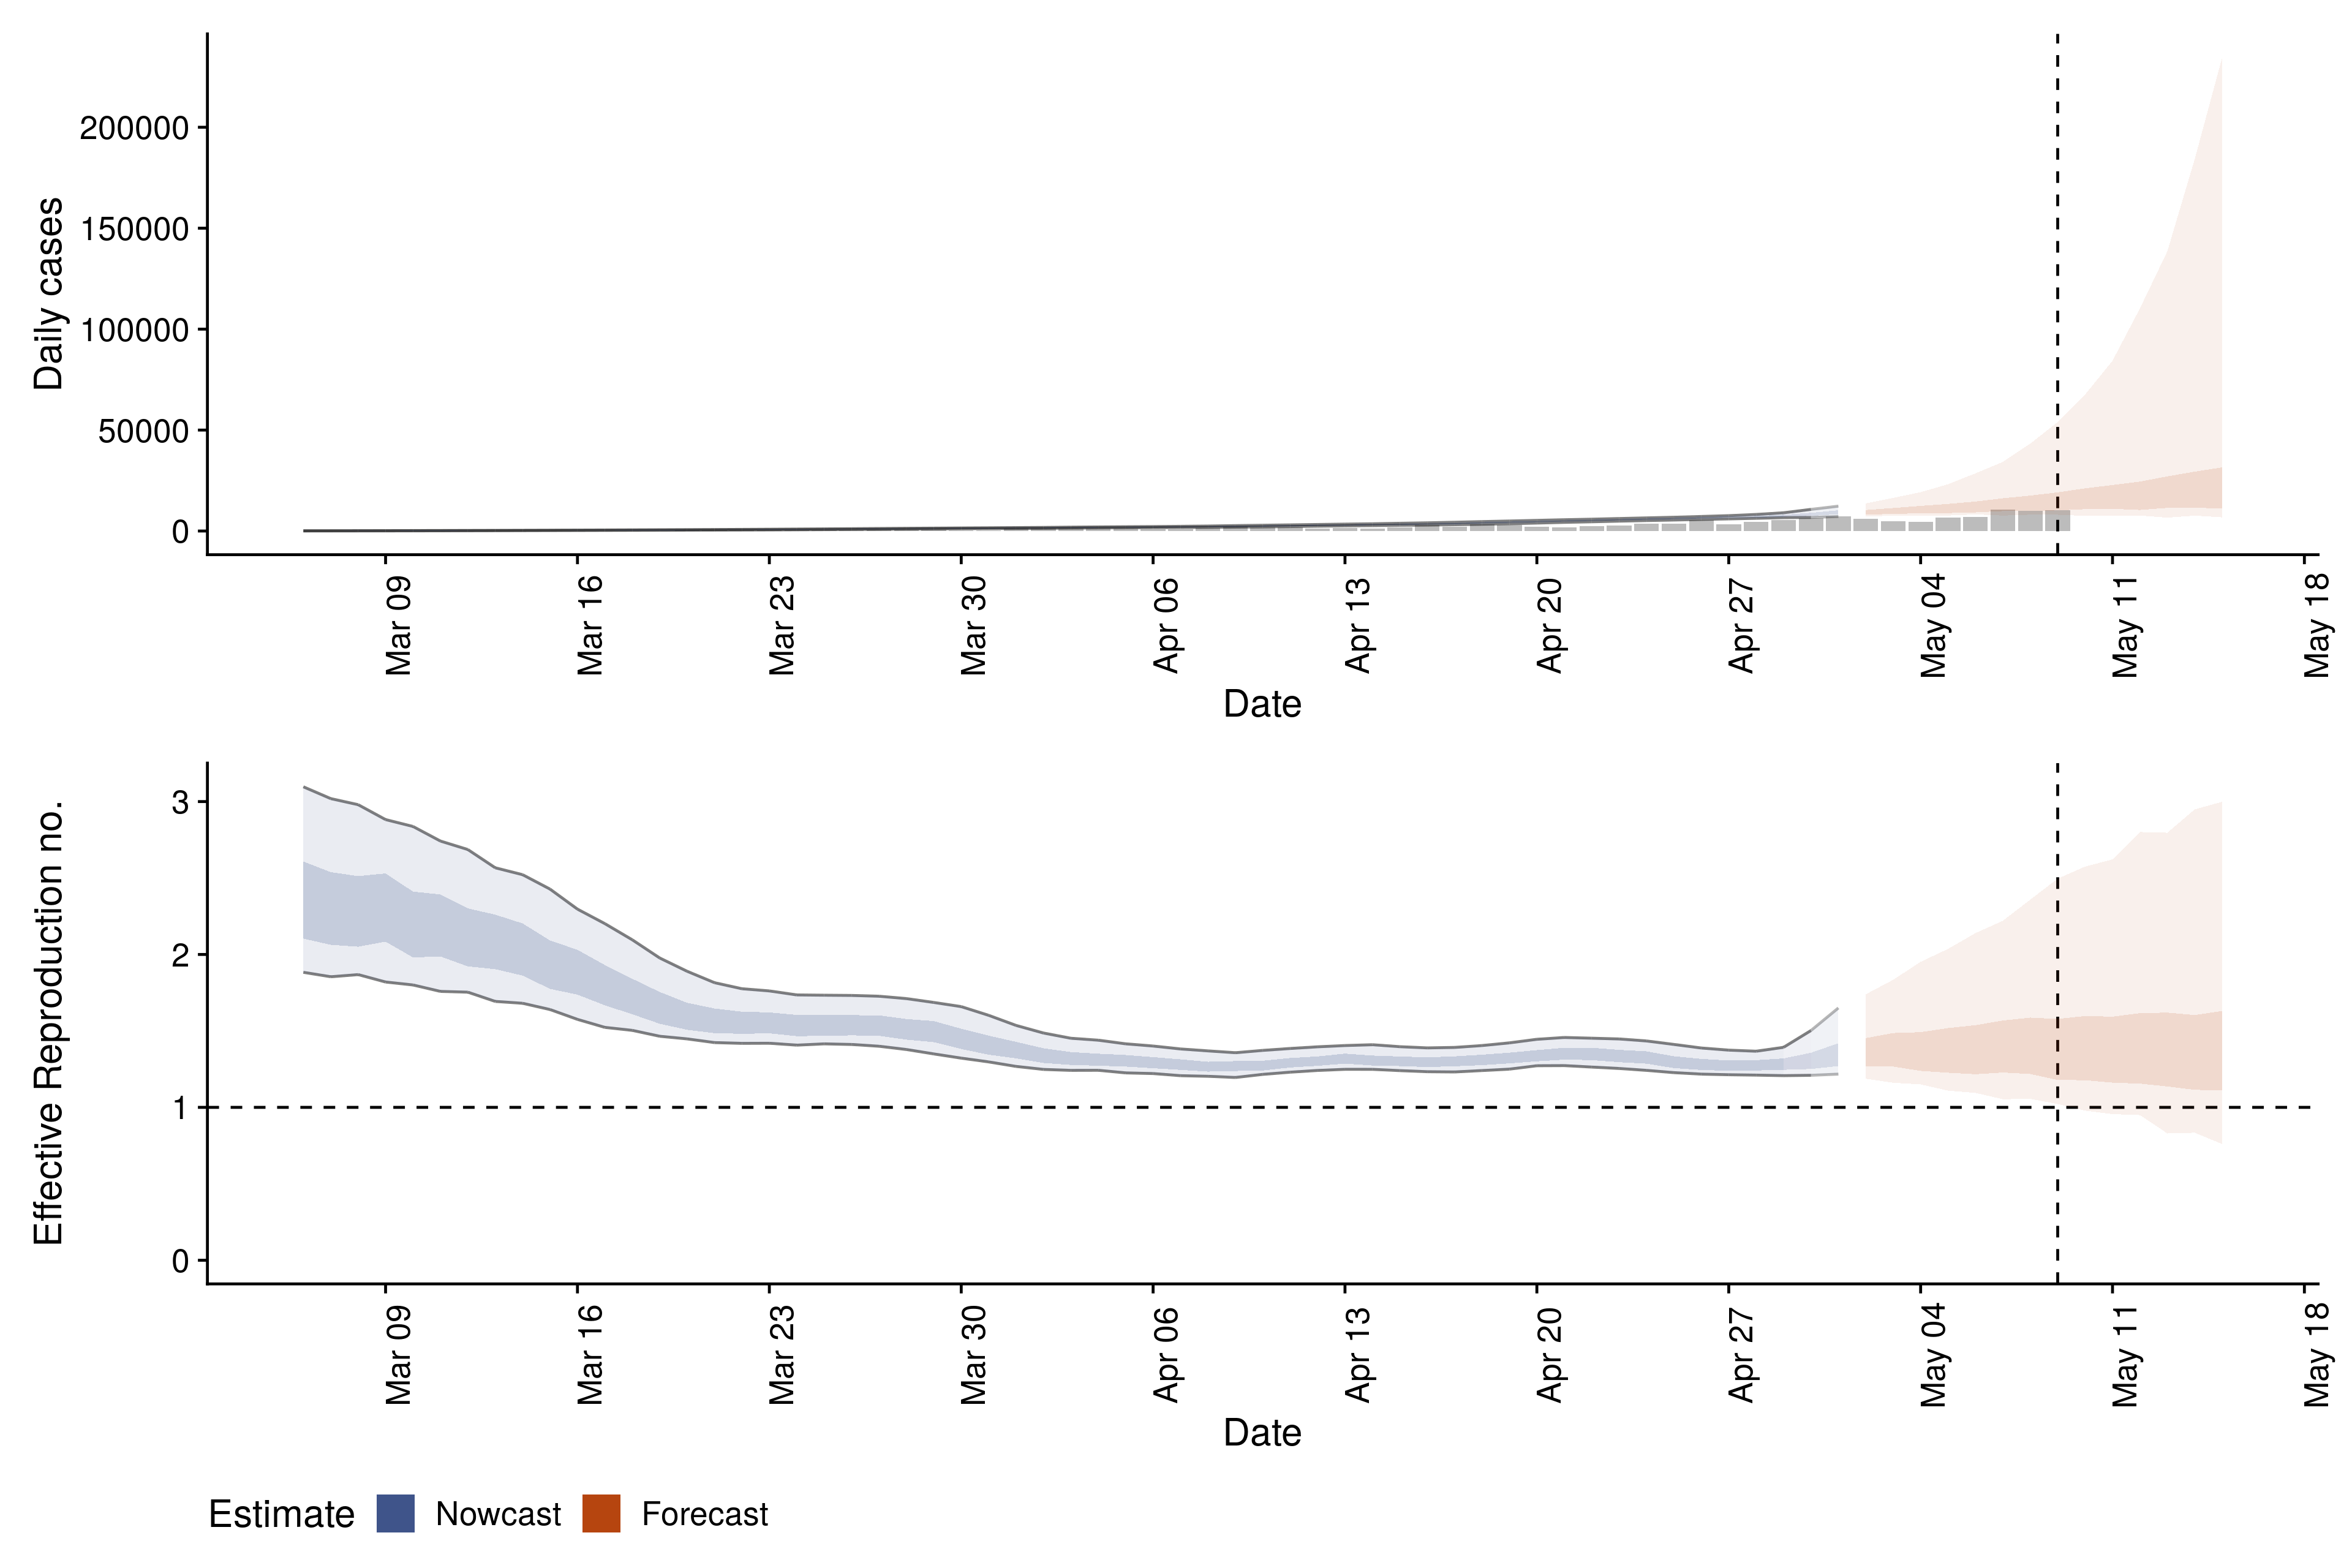 Daily cases
200000
150000
100000
50000
0
Mar 09
Mar 16
Mar 23
Mar 30
Apr 06
Apr 13
Apr 20
Apr 27
May 04
May 11
May 18
Date
Effective Reproduction no.
3
2
1
0
Mar 09
Mar 16
Mar 23
Mar 30
Apr 06
Apr 13
Apr 20
Apr 27
May 04
May 11
May 18
Date
Estimate Nowcast Forecast